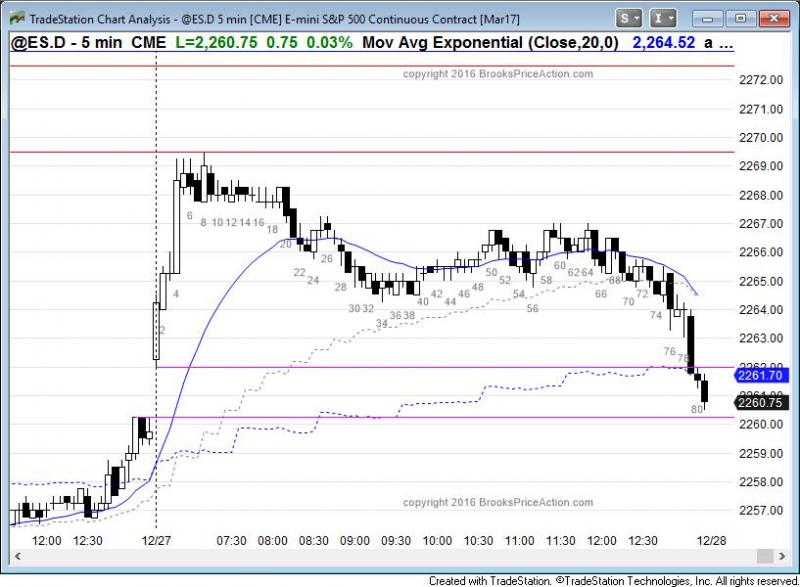 TradeStation Chart Analysis - @ES.D 5 min [CME] E-mini S&P 500 Continuous Contract [Mar17]
S I
@ES.D - 5 min CME L=2,260.75 0.75 0.03% Mov Avg Exponential (Close,20,0) 2,264.52 a ...
copyright 2016 BrooksPriceAction.com
2272.00
2271.00
2270.00
2269.00
2268.00
2267.00
2266.00
2265.00
2264.00
2263.00
2262.00
2261.70
2260.75
2260.00
2259.00
2258.00
2257.00
2 4 6 8 10 12 14 16 18 20 22 24 26 28 30 32 34 36 38 40 42 44 46 48 50 52 54 56 58 60 62 64 66 68 70 72 74 76 78 80
copyright 2016 BrooksPriceAction.com
12:00 12:30 12/27 07:30 08:00 08:30 09:00 09:30 10:00 10:30 11:00 11:30 12:00 12:30 12/28
Created with TradeStation. ©TradeStation Technologies, Inc. All rights reserved.